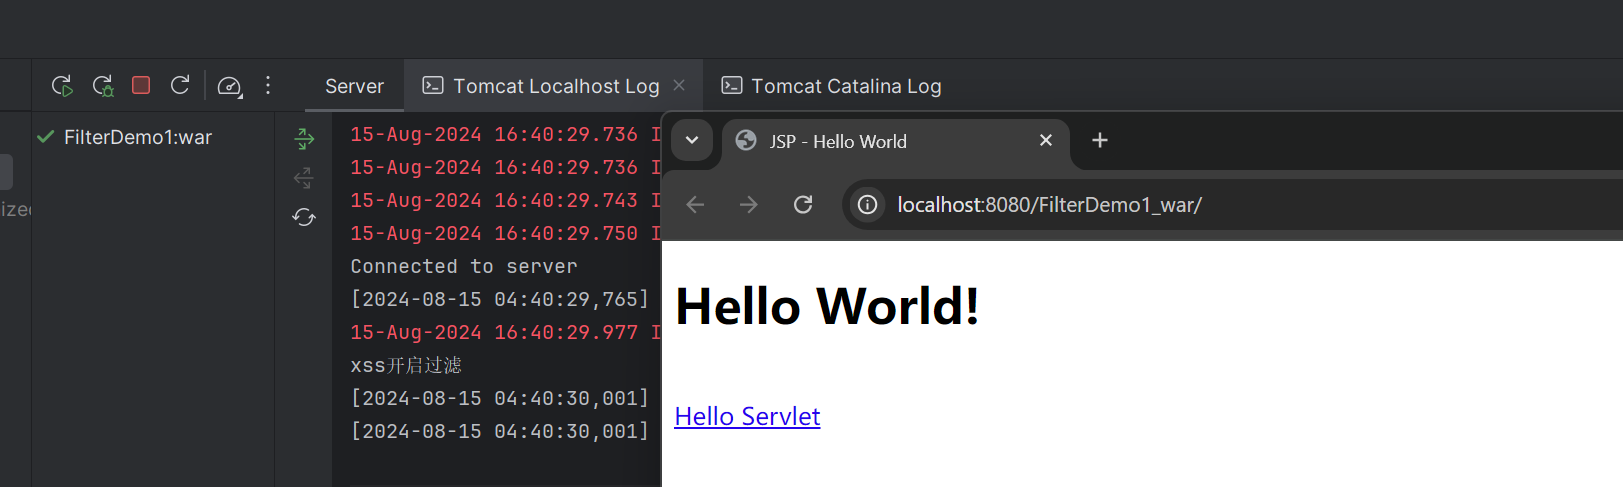 Server
Tomcat Localhost Log
Tomcat Catalina Log
FilterDemo1:war
15-Aug-2024 16:40:29.736 I
15-Aug-2024 16:40:29.736 I
15-Aug-2024 16:40:29.743 I
15-Aug-2024 16:40:29.750 I
Connected to server
[2024-08-15 04:40:29,765]
15-Aug-2024 16:40:29.977 I
xss开启过滤
[2024-08-15 04:40:30,001]
[2024-08-15 04:40:30,001]
JSP - Hello World
localhost:8080/FilterDemo1_war/
Hello World!
Hello Servlet